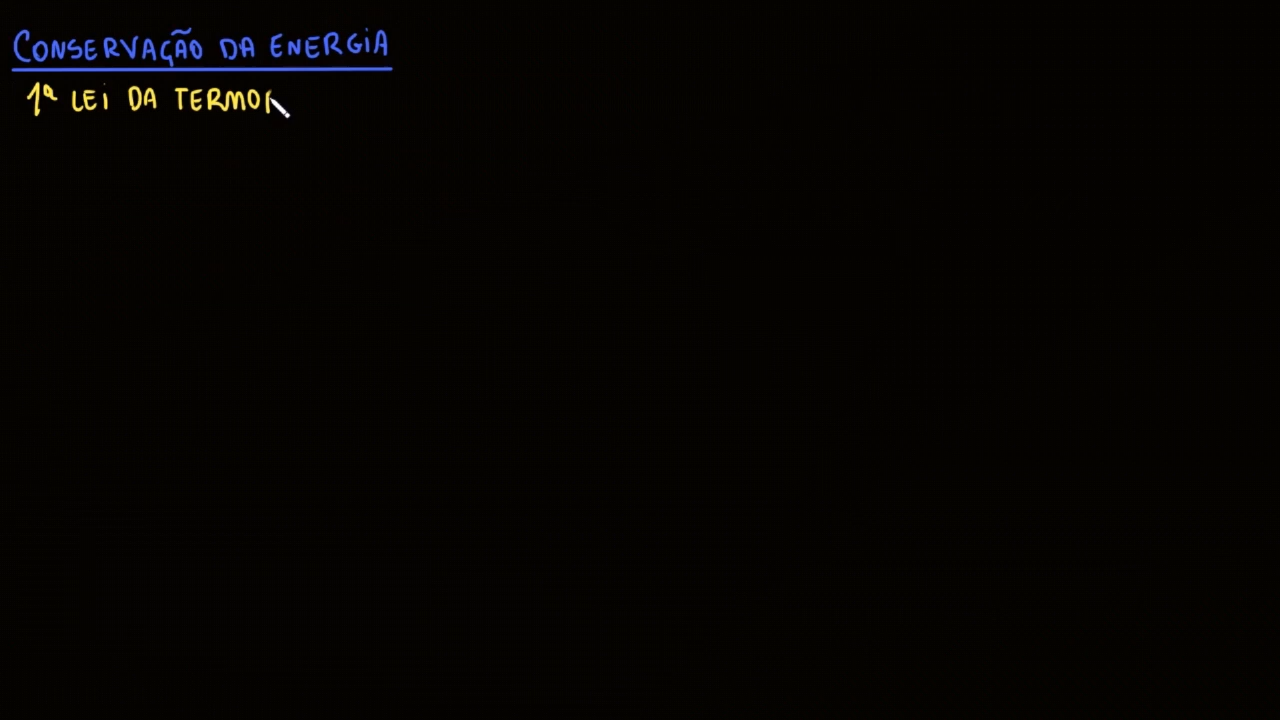 CONSERVAÇÃO DA ENERGIA
1ª LEI DA TERMO